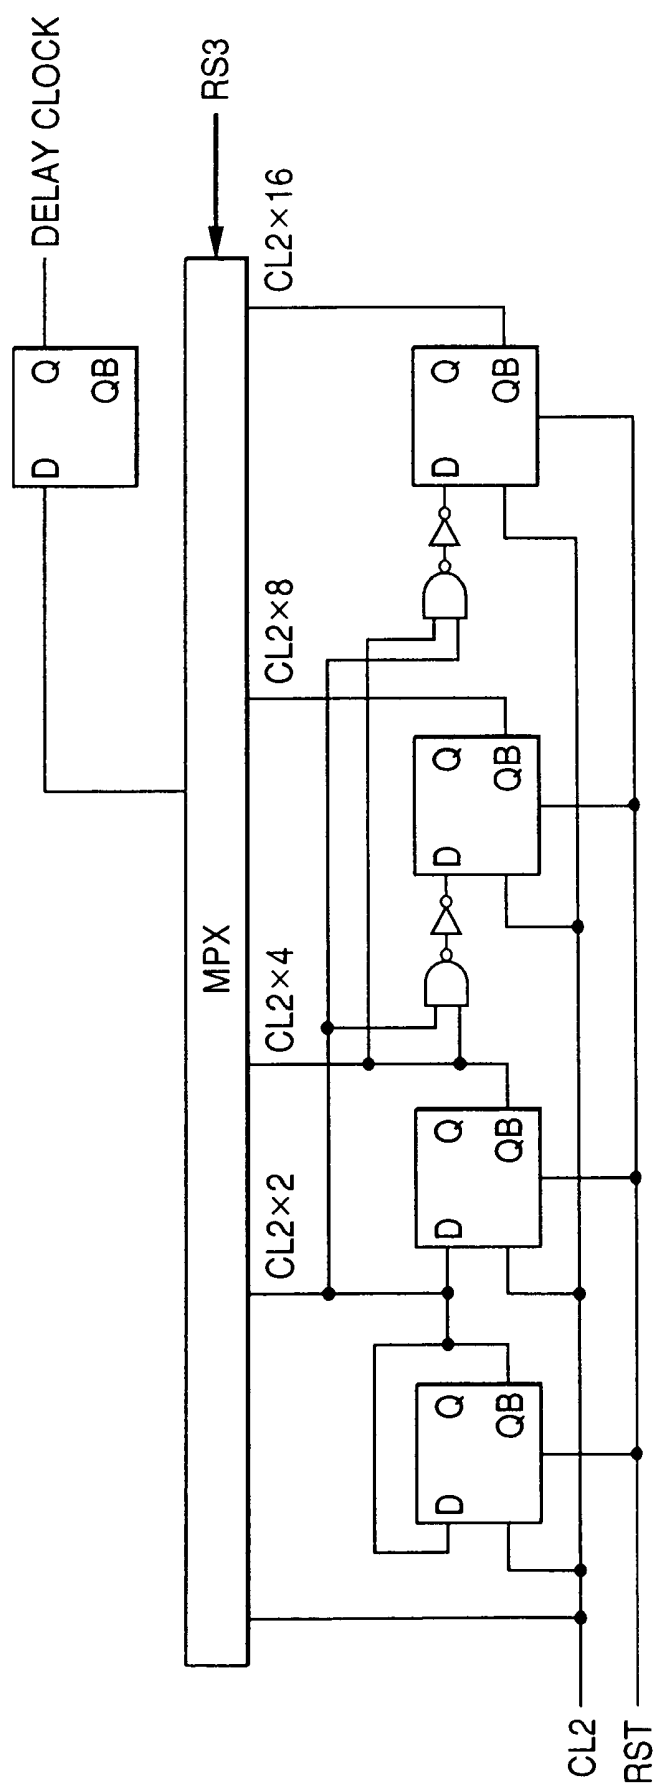 DELAY CLOCK
D
Q
QB
RS3
MPX
CL2×2
CL2×4
CL2×8
CL2×16
D
Q
QB
D
Q
QB
D
Q
QB
D
Q
QB
CL2
RST